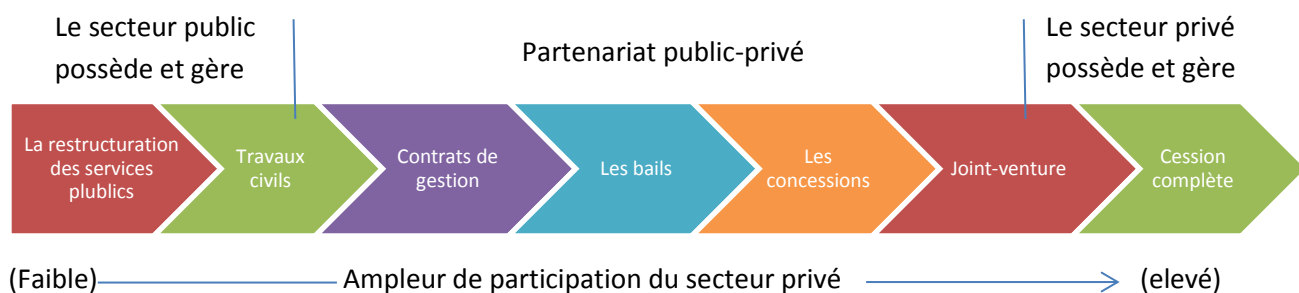 Le secteur public
possède et gère
Partenariat public-privé
Le secteur privé
possède et gère
La restructuration
des services
plublics
Travaux
civils
Contrats de
gestion
Les bails
Les
concessions
Joint-venture
Cession
complète
(Faible) Ampleur de participation du secteur privé (elevé)